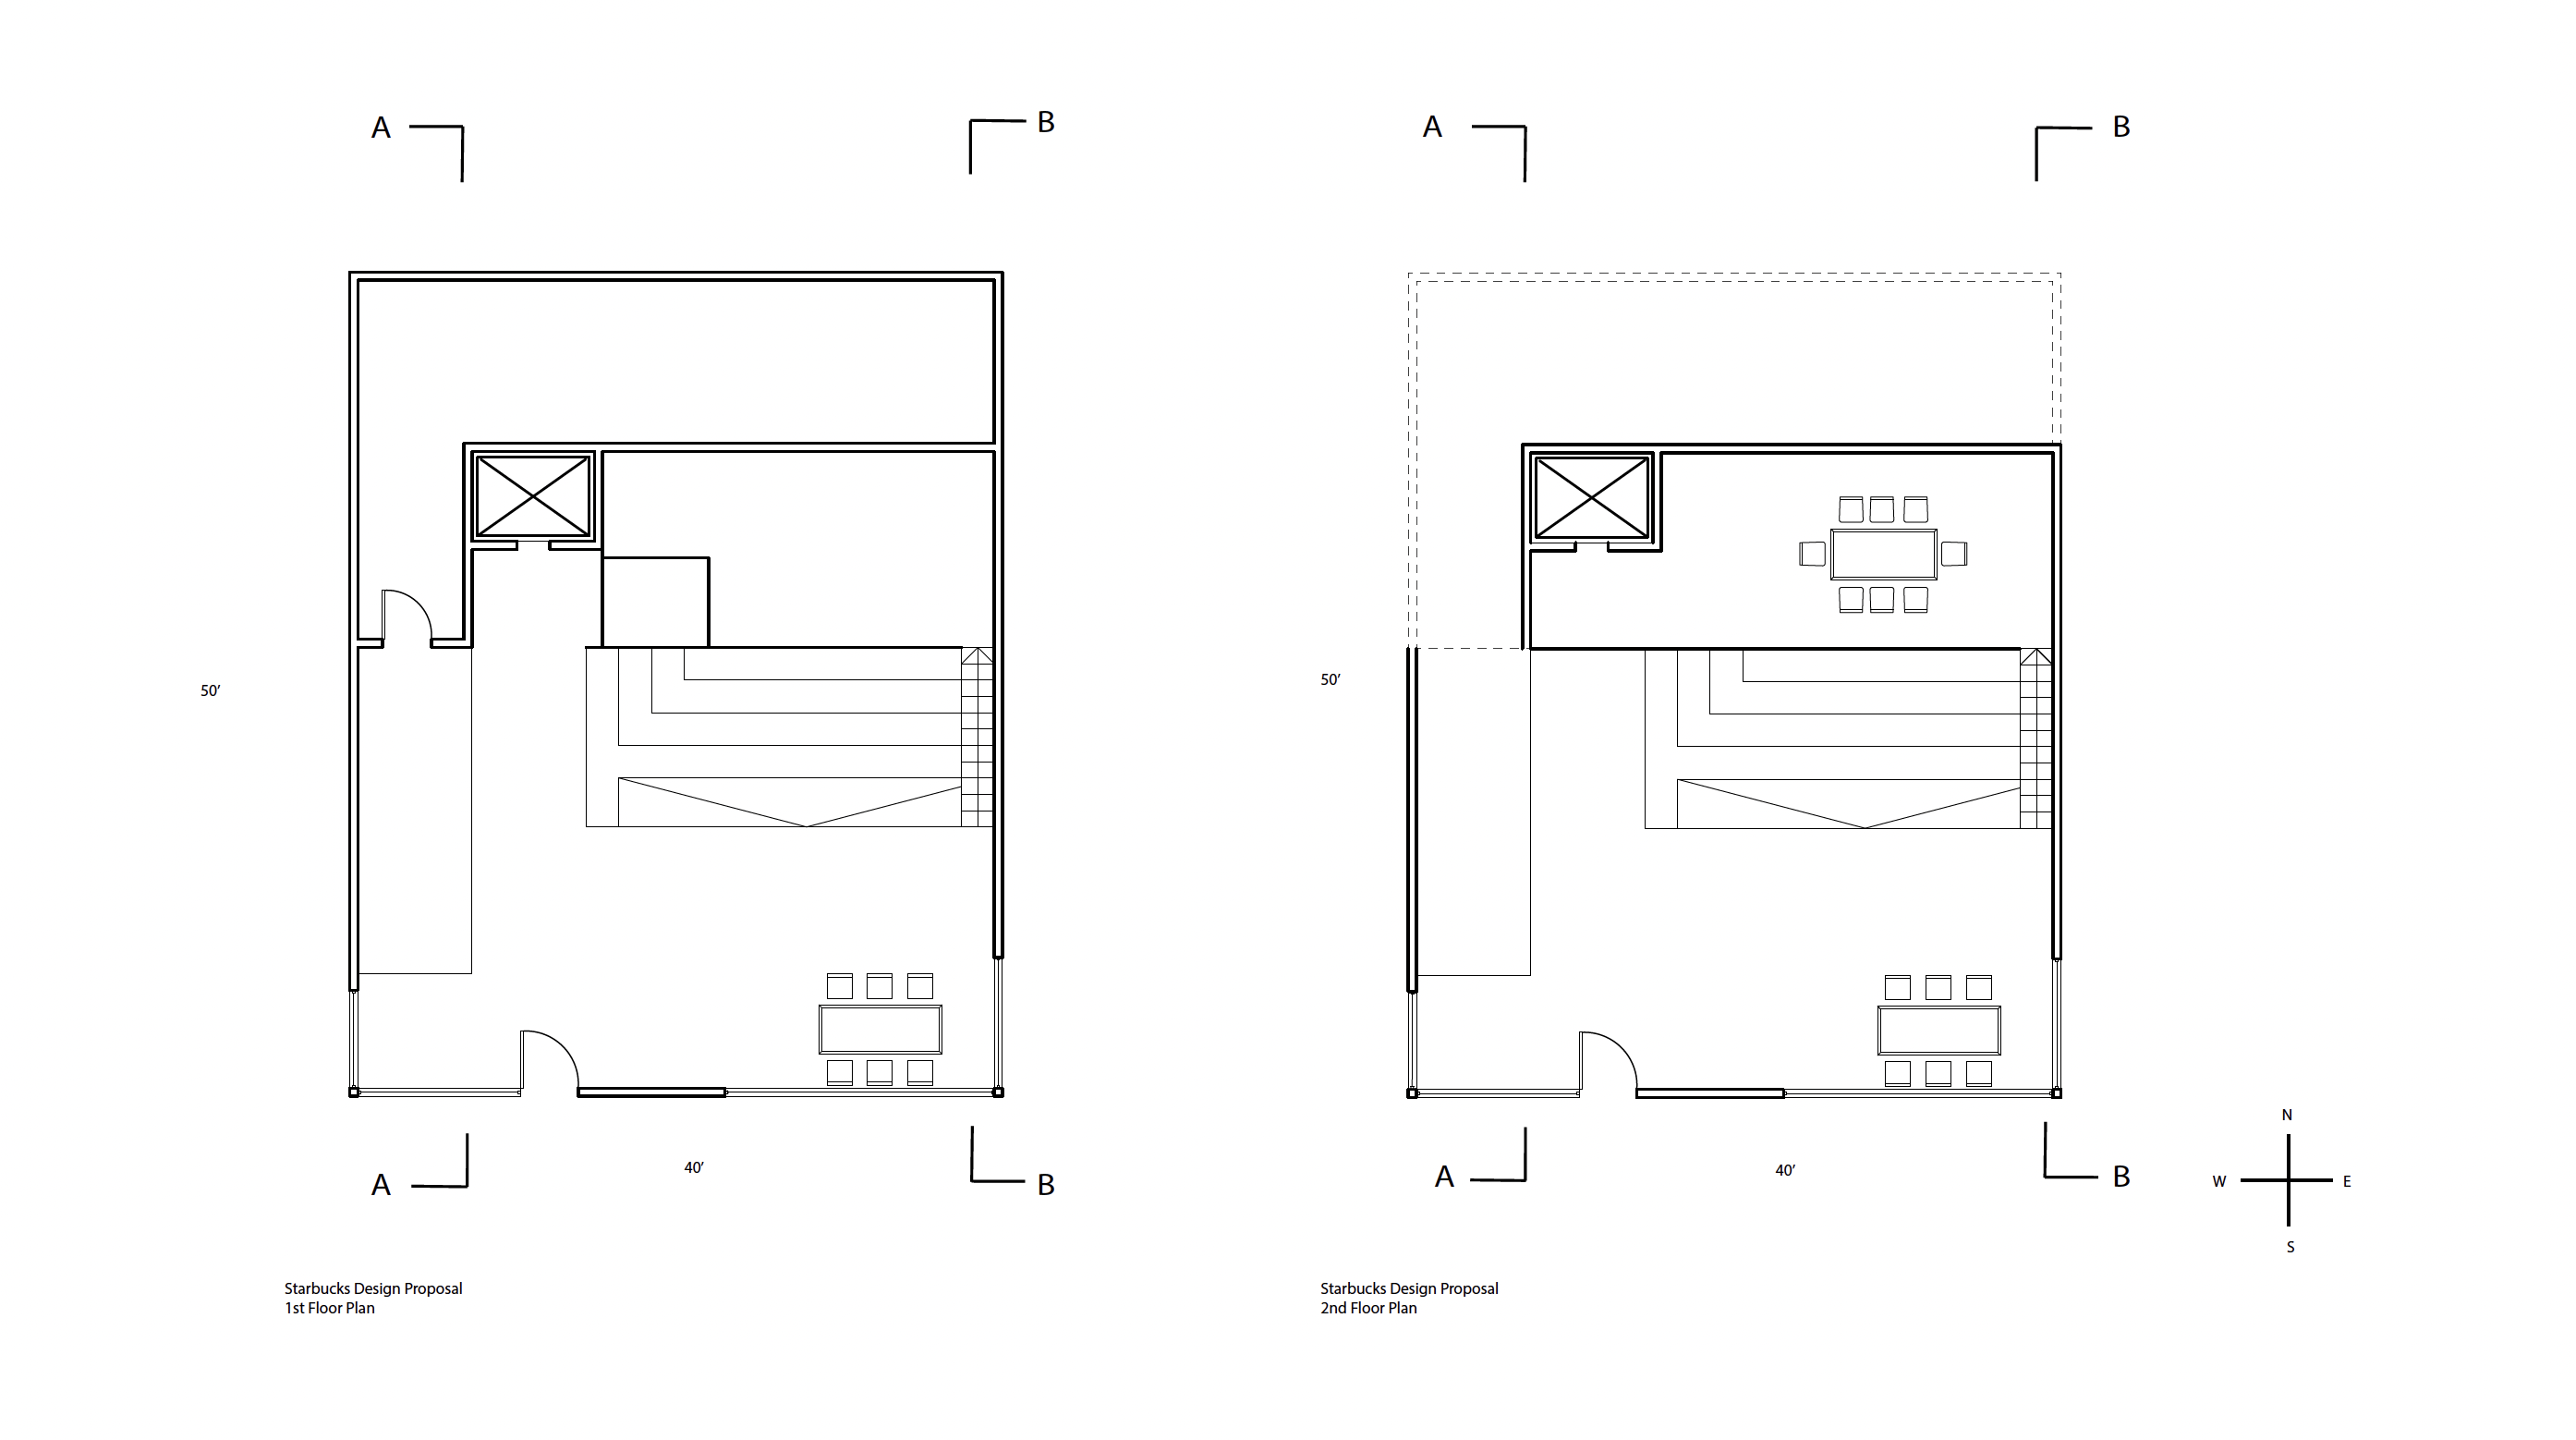 A
B
A
B
50’
50’
N
W
E
S
40’
40’
A
B
A
B
Starbucks Design Proposal
1st Floor Plan
Starbucks Design Proposal
2nd Floor Plan